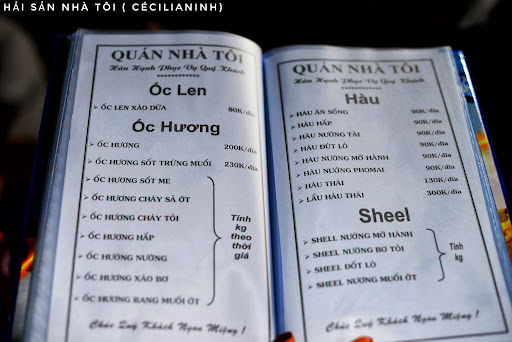 HẢI SẢN NHÀ TÔI ( CÉCILIANINH)
QUÁN NHÀ TÔI
Hân Hạnh Phục Vụ Quý Khách
Ốc Len
➢ ỐC LEN XÀO DỪA 80K/dĩa
Ốc Hương
➢ ỐC HƯƠNG 200K/dĩa
➢ ỐC HƯƠNG SỐT TRỨNG MUỐI 230K/dĩa
➢ ỐC HƯƠNG SỐT ME
➢ ỐC HƯƠNG CHÁY SẢ ỚT
➢ ỐC HƯƠNG CHÁY TỎI
➢ ỐC HƯƠNG HẤP
➢ ỐC HƯƠNG NƯỚNG
➢ ỐC HƯƠNG XÀO BƠ
➢ ỐC HƯƠNG RANG MUỐI ỚT
Tính
kg
theo
thời
giá
Chúc Quý Khách Ngon Miệng !
QUÁN NHÀ TÔI
Hân Hạnh Phục Vụ Quý Khách
Hàu
➢ HÀU ĂN SỐNG 90K/dĩa
➢ HÀU HẤP 90K/dĩa
➢ HÀU NƯỚNG TÁI 90K/dĩa
➢ HÀU ĐÚT LÒ 90K/dĩa
➢ HÀU NƯỚNG MỠ HÀNH 90K/dĩa
➢ HÀU NƯỚNG PHOMAI 90K/dĩa
➢ HÀU THÁI 130K/dĩa
➢ LẨU HÀU THÁI 300K/dĩa
Sheel
➢ SHELL NƯỚNG MỠ HÀNH
➢ SHEEL NƯỚNG BƠ TỎI
➢ SHEEL ĐỐT LÒ
➢ SHEEL NƯỚNG MUỐI ỚT
Tính
kg
Chúc Quý Khách Ngon Miệng !